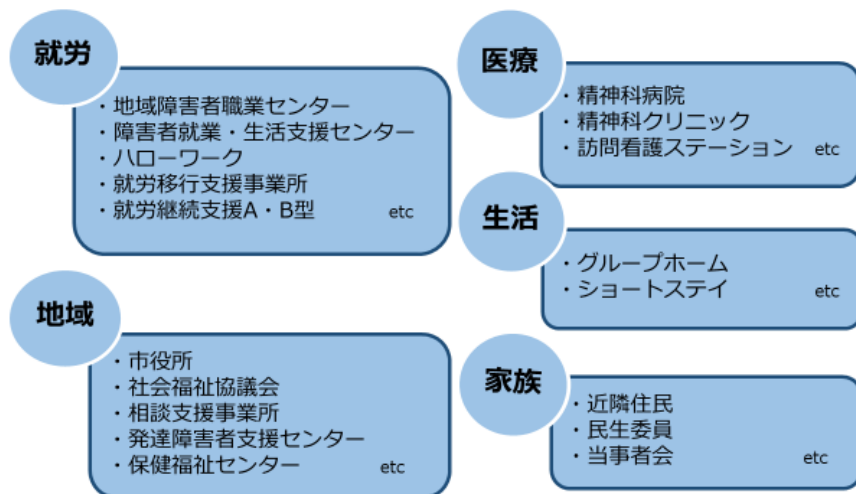 就労
・地域障害者職業センター
・障害者就業・生活支援センター
・ハローワーク
・就労移行支援事業所
・就労継続支援A・B型 etc
医療
・精神科病院
・精神科クリニック
・訪問看護ステーション etc
生活
・グループホーム
・ショートステイ etc
地域
・市役所
・社会福祉協議会
・相談支援事業所
・発達障害者支援センター
・保健福祉センター etc
家族
・近隣住民
・民生委員
・当事者会 etc